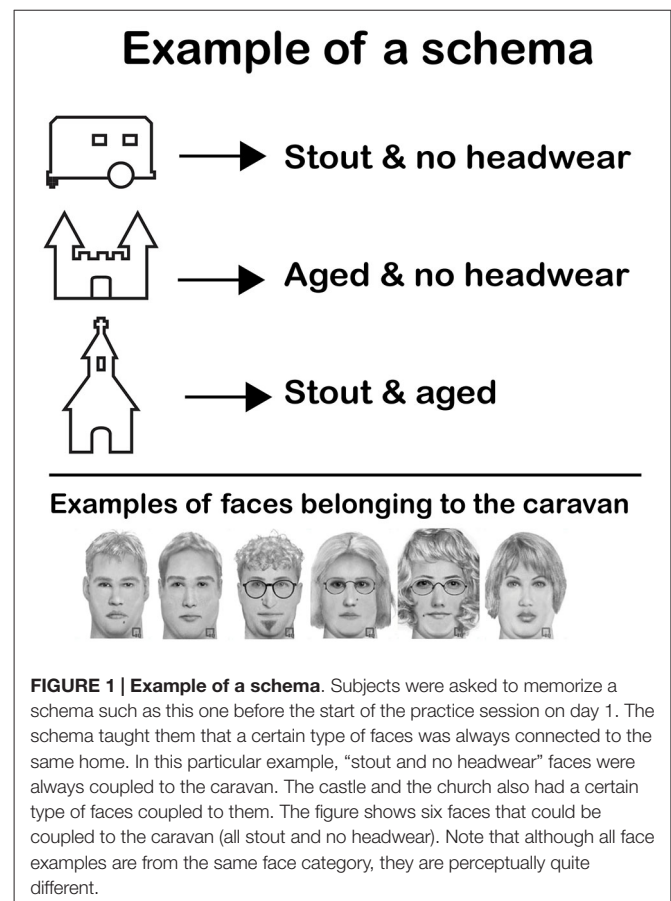 Example of a schema
Stout & no headwear
Aged & no headwear
Stout & aged
Examples of faces belonging to the caravan
FIGURE 1 | Example of a schema. Subjects were asked to memorize a
schema such as this one before the start of the practice session on day 1. The
schema taught them that a certain type of faces was always connected to the
same home. In this particular example, “stout and no headwear” faces were
always coupled to the caravan. The castle and the church also had a certain
type of faces coupled to them. The figure shows six faces that could be
coupled to the caravan (all stout and no headwear). Note that although all face
examples are from the same face category, they are perceptually quite
different.